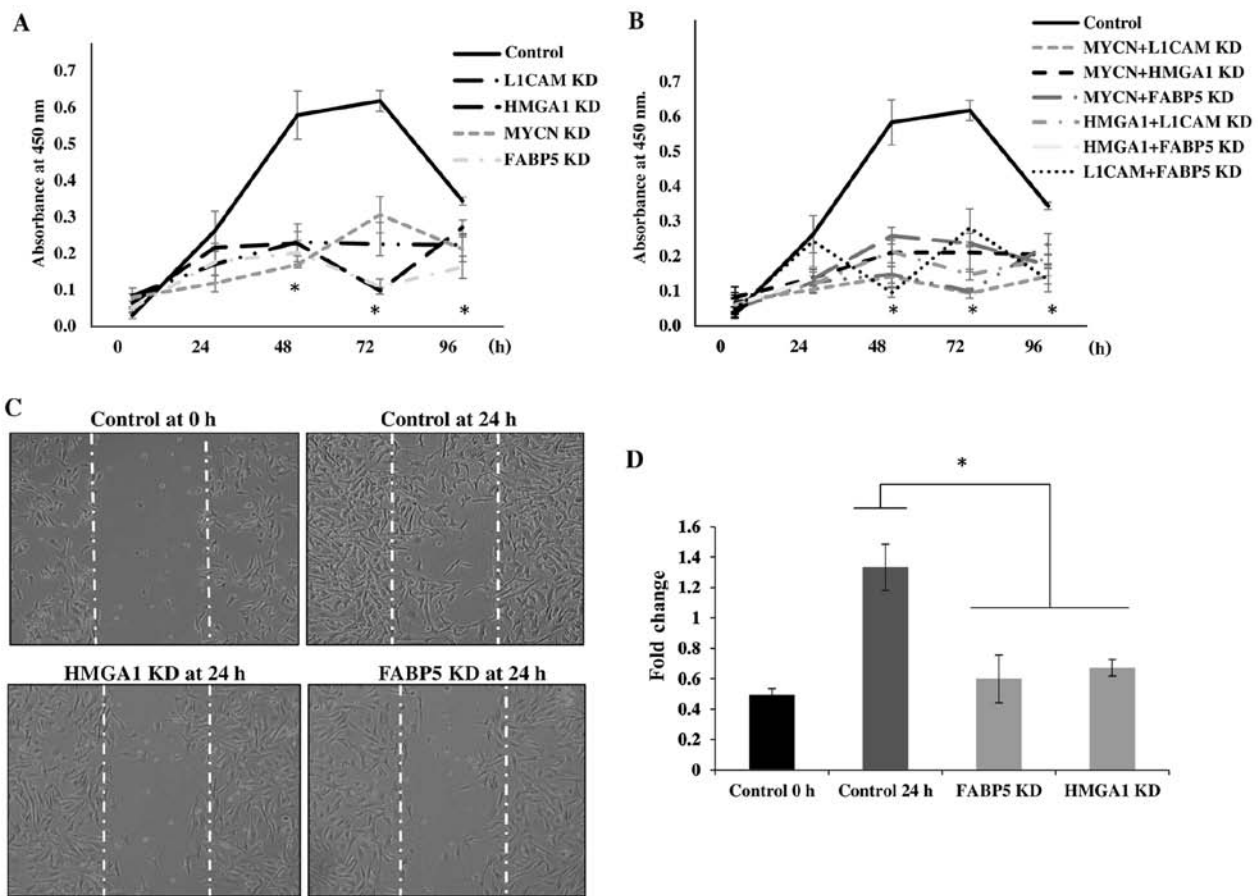 A
Absorbance at 450 nm
0.7
0.6
0.5
0.4
0.3
0.2
0.1
0.0
0 24 48 72 96 (h)
* * *
Control
L1CAM KD
HMGA1 KD
MYCN KD
FABP5 KD
B
Absorbance at 450 nm.
0.7
0.6
0.5
0.4
0.3
0.2
0.1
0.0
0 24 48 72 96 (h)
* * *
Control
MYCN+L1CAM KD
MYCN+HMGA1 KD
MYCN+FABP5 KD
HMGA1+L1CAM KD
HMGA1+FABP5 KD
L1CAM+FABP5 KD
C
Control at 0 h
Control at 24 h
HMGA1 KD at 24 h
FABP5 KD at 24 h
D
*
Fold change
1.6
1.4
1.2
1
0.8
0.6
0.4
0.2
0
Control 0 h Control 24 h FABP5 KD HMGA1 KD